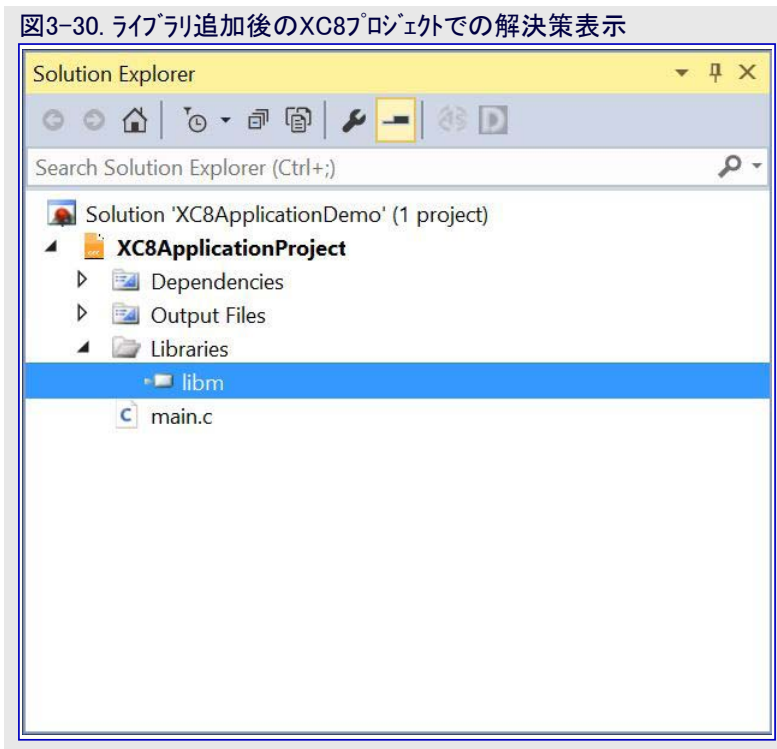 図3-30. ﾗｲﾌﾞﾗﾘ追加後のXC8ﾌﾟﾛｼﾞｪｸﾄでの解決策表示
Solution Explorer
Search Solution Explorer (Ctrl+;)
Solution 'XC8ApplicationDemo' (1 project)
XC8ApplicationProject
Dependencies
Output Files
Libraries
libm
C main.c